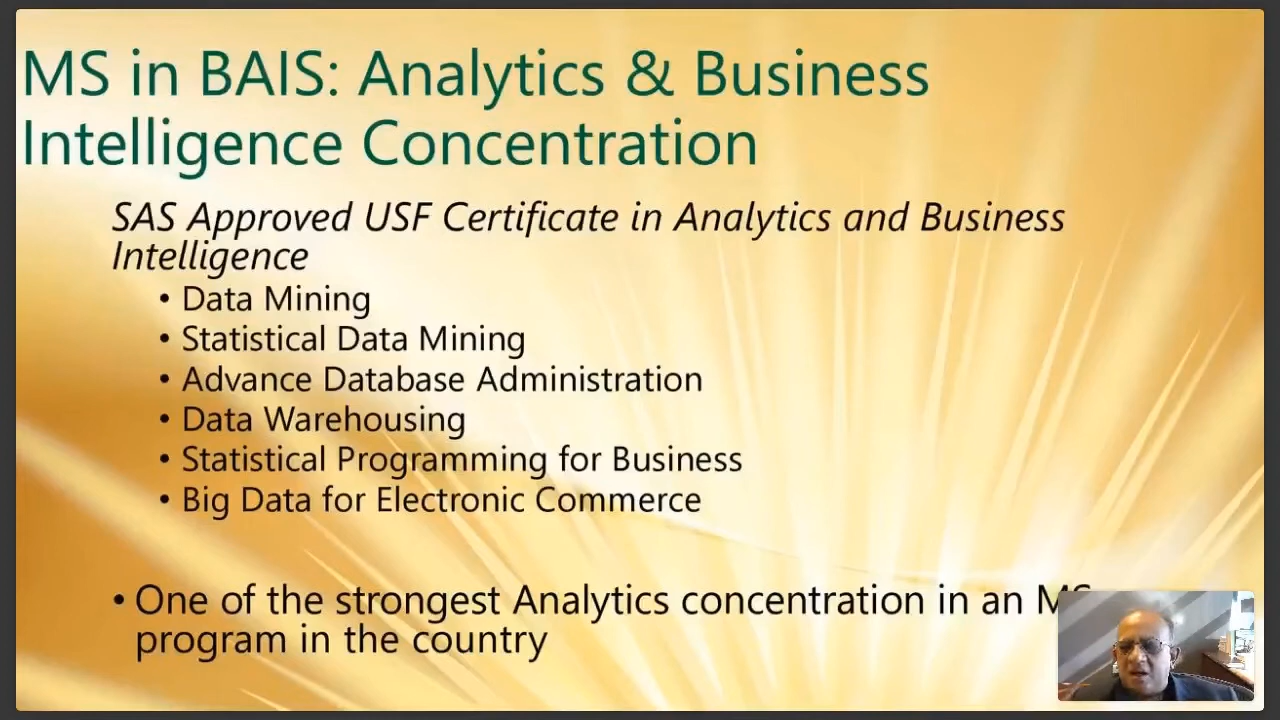 MS in BAIS: Analytics & Business
Intelligence Concentration
SAS Approved USF Certificate in Analytics and Business
Intelligence
• Data Mining
• Statistical Data Mining
• Advance Database Administration
• Data Warehousing
• Statistical Programming for Business
• Big Data for Electronic Commerce
• One of the strongest Analytics concentration in an MS
program in the country